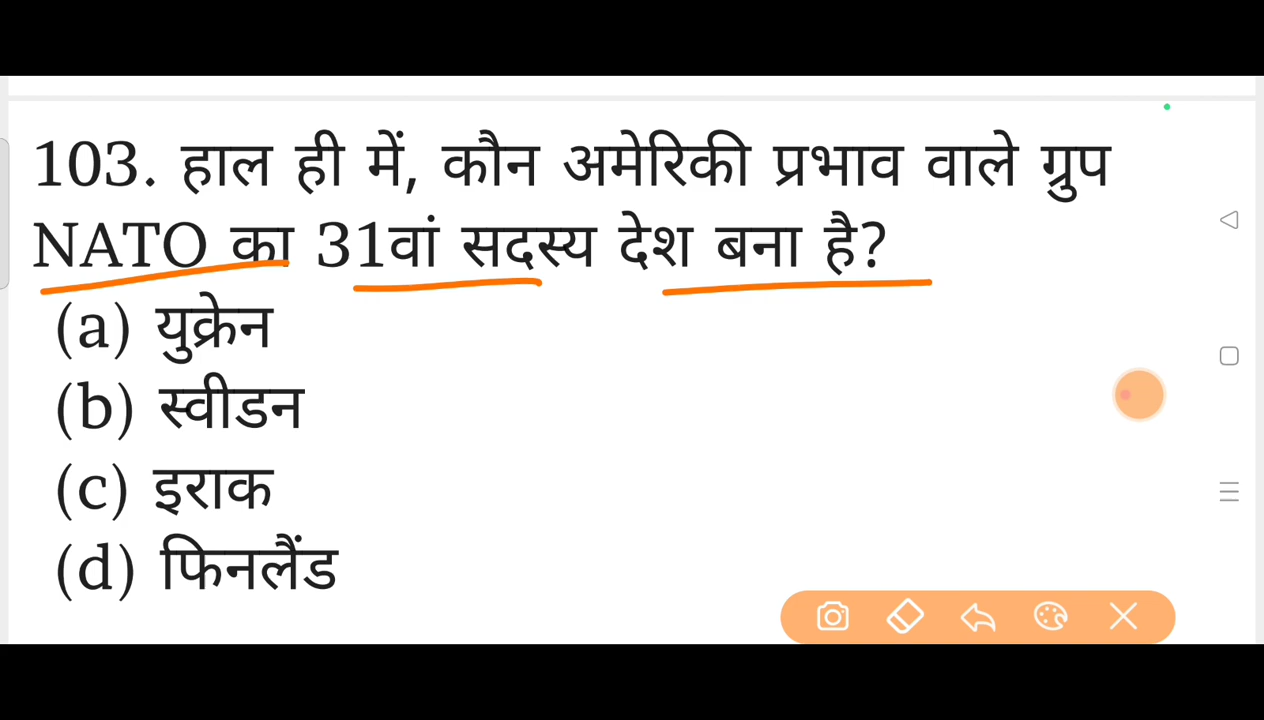 103. हाल ही में, कौन अमेरिकी प्रभाव वाले ग्रुप
NATO का 31वां सदस्य देश बना है?
(a) युक्रेन
(b) स्वीडन
(c) इराक
(d) फिनलैंड